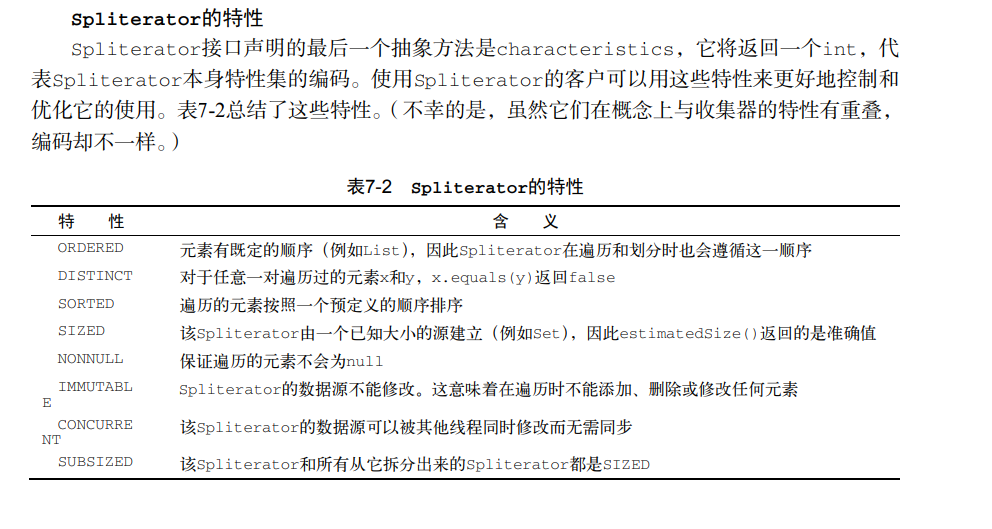 Spliterator的特性
Spliterator接口声明的最后一个抽象方法是characteristics，它将返回一个int，代
表Spliterator本身特性集的编码。使用Spliterator的客户可以用这些特性来更好地控制和
优化它的使用。表7-2总结了这些特性。（不幸的是，虽然它们在概念上与收集器的特性有重叠，
编码却不一样。）
表7-2 Spliterator的特性
特 性 含 义
ORDERED 元素有既定的顺序（例如List），因此Spliterator在遍历和划分时也会遵循这一顺序
DISTINCT 对于任意一对遍历过的元素x和y，x.equals(y)返回false
SORTED 遍历的元素按照一个预定义的顺序排序
SIZED 该Spliterator由一个已知大小的源建立（例如Set），因此estimatedSize()返回的是准确值
NONNULL 保证遍历的元素不会为null
IMMUTABL Spliterator的数据源不能修改。这意味着在遍历时不能添加、删除或修改任何元素
E
CONCURRE 该Spliterator的数据源可以被其他线程同时修改而无需同步
NT
SUBSIZED 该Spliterator和所有从它拆分出来的Spliterator都是SIZED